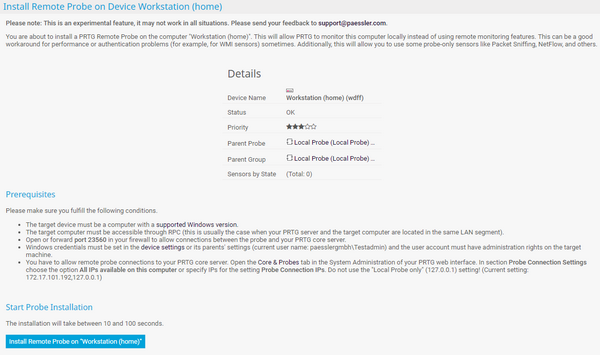 Install Remote Probe on Device Workstation (home)
Please note: This is an experimental feature, it may not work in all situations. Please send your feedback to support@paessler.com.
You are about to install a PRTG Remote Probe on the computer "Workstation (home)". This will allow PRTG to monitor this computer locally instead of using remote monitoring features. This can be a good
workaround for performance or authentication problems (for example, for WMI sensors) sometimes. Additionally, this will allow you to use some probe-only sensors like Packet Sniffing, NetFlow, and others.
Details
Device Name Workstation (home) (wdff)
Status OK
Priority ★★★☆☆
Parent Probe Local Probe (Local Probe) ...
Parent Group Local Probe (Local Probe) ...
Sensors by State (Total: 0)
Prerequisites
Please make sure you fulfill the following conditions.
• The target device must be a computer with a supported Windows version.
• The target computer must be accessible through RPC (this is usually the case when your PRTG server and the target computer are located in the same LAN segment).
• Open or forward port 23560 in your firewall to allow connections between the probe and your PRTG core server.
• Windows credentials must be set in the device settings or its parents' settings (current user name: paesslergmbh\Testadmin) and the user account must have administration rights on the target
machine.
• You have to allow remote probe connections to your PRTG core server. Open the Core & Probes tab in the System Administration of your PRTG web interface. In section Probe Connection Settings
choose the option All IPs available on this computer or specify IPs for the setting Probe Connection IPs. Do not use the "Local Probe only" (127.0.0.1) setting! (Current setting:
172.17.101.192,127.0.0.1)
Start Probe Installation
The installation will take between 10 and 100 seconds.
Install Remote Probe on "Workstation (home)"